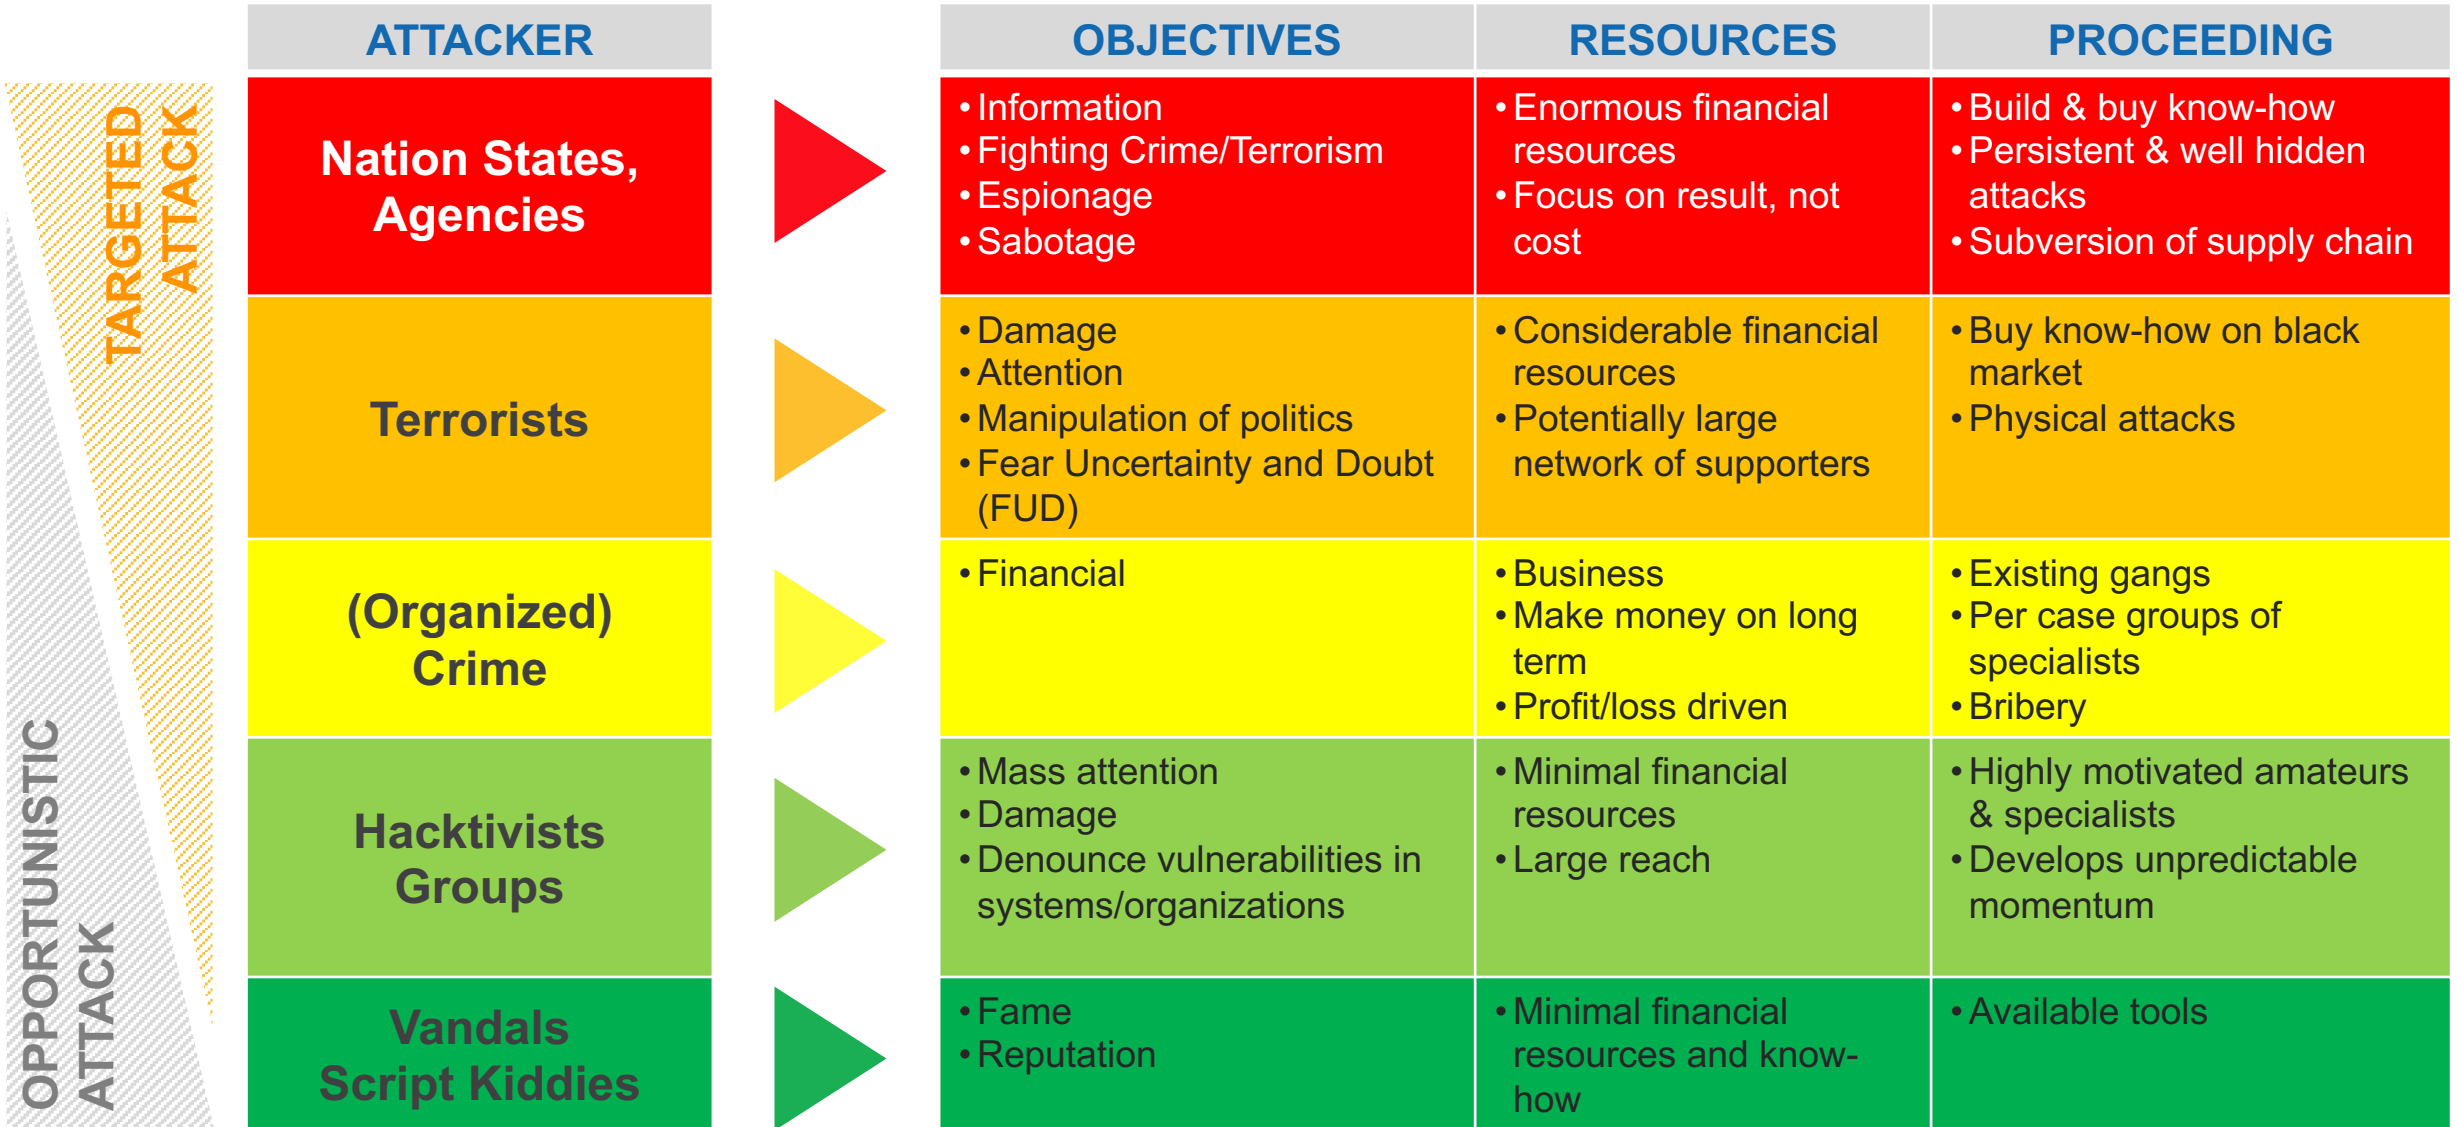 ATTACKER
OBJECTIVES
RESOURCES
PROCEEDING
TARGETED
ATTACK
OPPORTUNISTIC
ATTACK
Nation States,
Agencies
• Information
• Fighting Crime/Terrorism
• Espionage
• Sabotage
• Enormous financial
resources
• Focus on result, not
cost
• Build & buy know-how
• Persistent & well hidden
attacks
• Subversion of supply chain
Terrorists
• Damage
• Attention
• Manipulation of politics
• Fear Uncertainty and Doubt
(FUD)
• Considerable financial
resources
• Potentially large
network of supporters
• Buy know-how on black
market
• Physical attacks
(Organized)
Crime
• Financial
• Business
• Make money on long
term
• Profit/loss driven
• Existing gangs
• Per case groups of
specialists
• Bribery
Hacktivists
Groups
• Mass attention
• Damage
• Denounce vulnerabilities in
systems/organizations
• Minimal financial
resources
• Large reach
• Highly motivated amateurs
& specialists
• Develops unpredictable
momentum
Vandals
Script Kiddies
• Fame
• Reputation
• Minimal financial
resources and know-
how
• Available tools